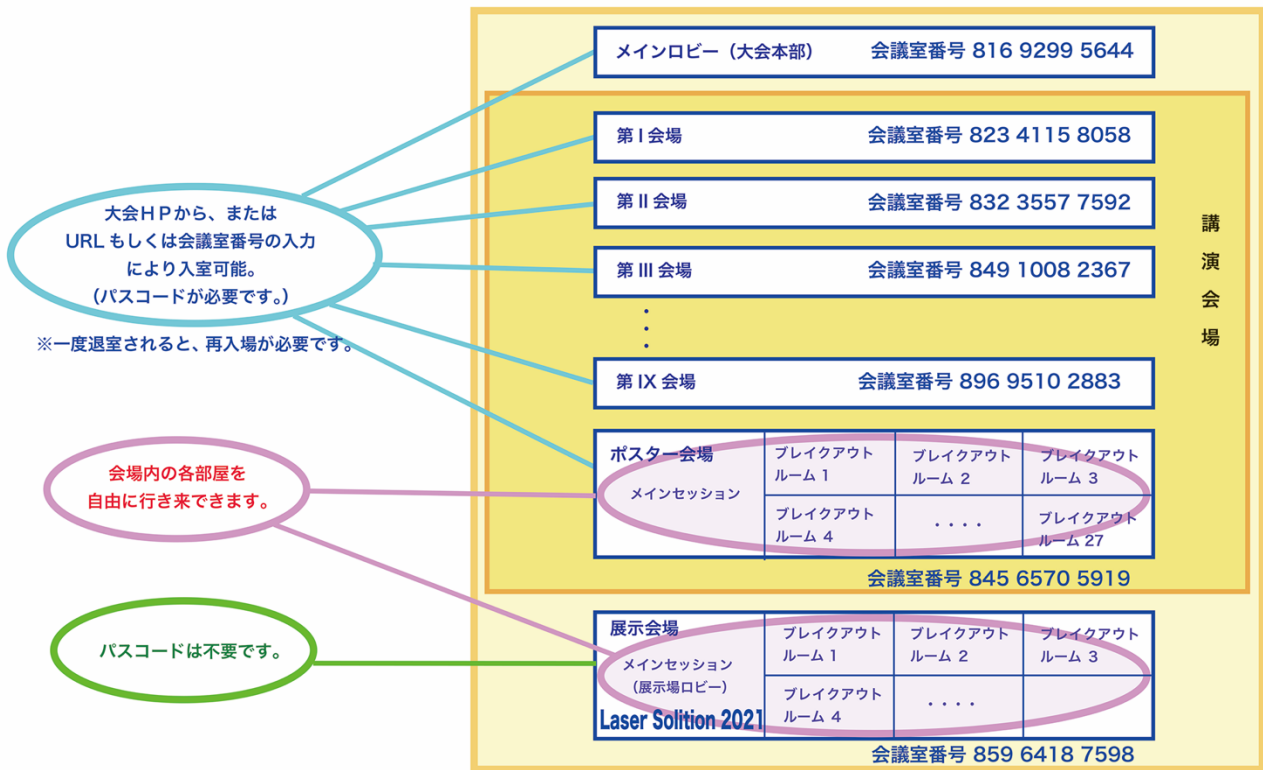 メインロビー（大会本部） 会議室番号 816 9299 5644
第 I 会場 会議室番号 823 4115 8058
第 II 会場 会議室番号 832 3557 7592
第 III 会場 会議室番号 849 1008 2367
⋮
第 IX 会場 会議室番号 896 9510 2883
講演会場
大会ＨＰから、または
URL もしくは会議室番号の入力
により入室可能。
（パスコードが必要です。）
※一度退室されると、再入場が必要です。
会場内の各部屋を
自由に行き来できます。
パスコードは不要です。
ポスター会場
メインセッション
ブレイクアウト
ルーム 1
ブレイクアウト
ルーム 2
ブレイクアウト
ルーム 3
ブレイクアウト
ルーム 4
・・・・
ブレイクアウト
ルーム 27
会議室番号 845 6570 5919
展示会場
メインセッション
（展示場ロビー）
Laser Solition 2021
ブレイクアウト
ルーム 1
ブレイクアウト
ルーム 2
ブレイクアウト
ルーム 3
ブレイクアウト
ルーム 4
・・・・
会議室番号 859 6418 7598